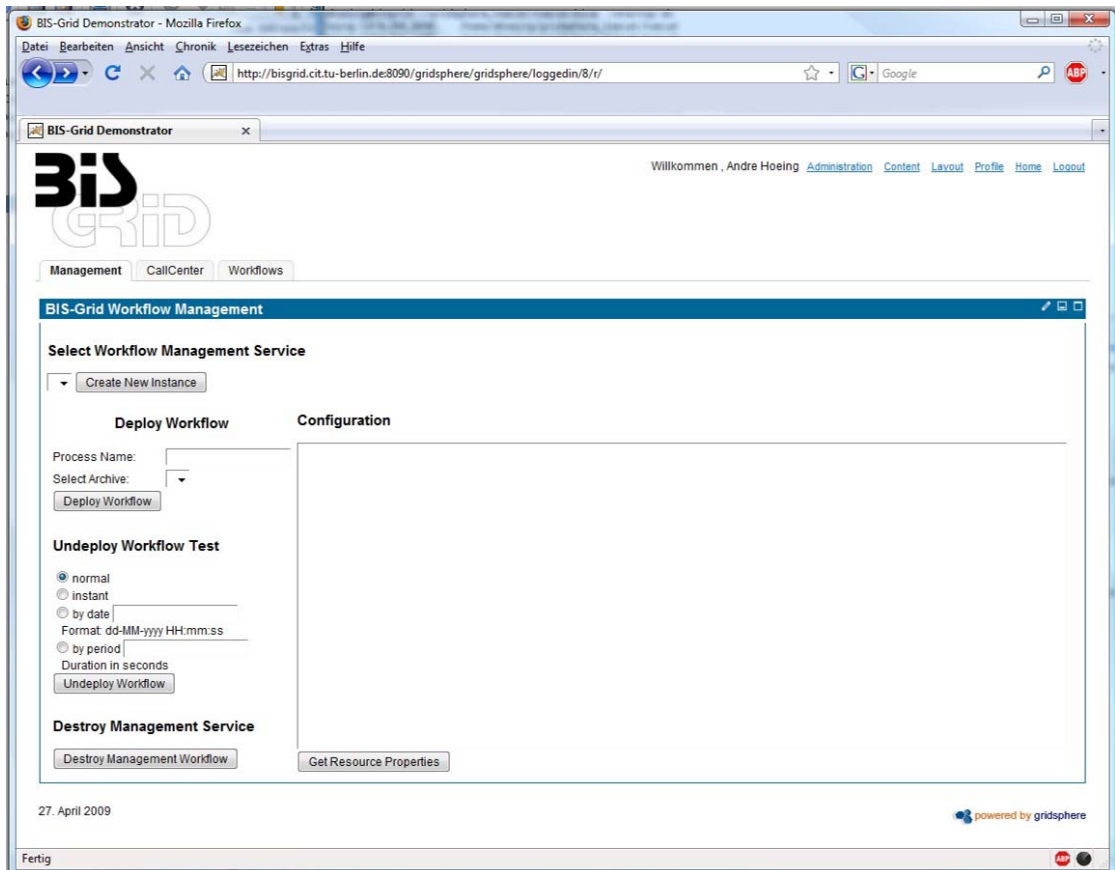 BIS-Grid Demonstrator - Mozilla Firefox
Datei Bearbeiten Ansicht Chronik Lesezeichen Extras Hilfe
http://bisgrid.cit.tu-berlin.de:8090/gridsphere/gridsphere/loggedin/8/r/ G Google ABP
BIS-Grid Demonstrator
BiS
GRiD
Willkommen , Andre Hoeing Administration Content Layout Profile Home Logout
Management CallCenter Workflows
BIS-Grid Workflow Management
Select Workflow Management Service
Create New Instance
Deploy Workflow
Process Name:
Select Archive:
Deploy Workflow
Undeploy Workflow Test
normal
instant
by date
Format: dd-MM-yyyy HH:mm:ss
by period
Duration in seconds
Undeploy Workflow
Destroy Management Service
Destroy Management Workflow
Configuration
Get Resource Properties
27. April 2009
powered by gridsphere
Fertig
ABP